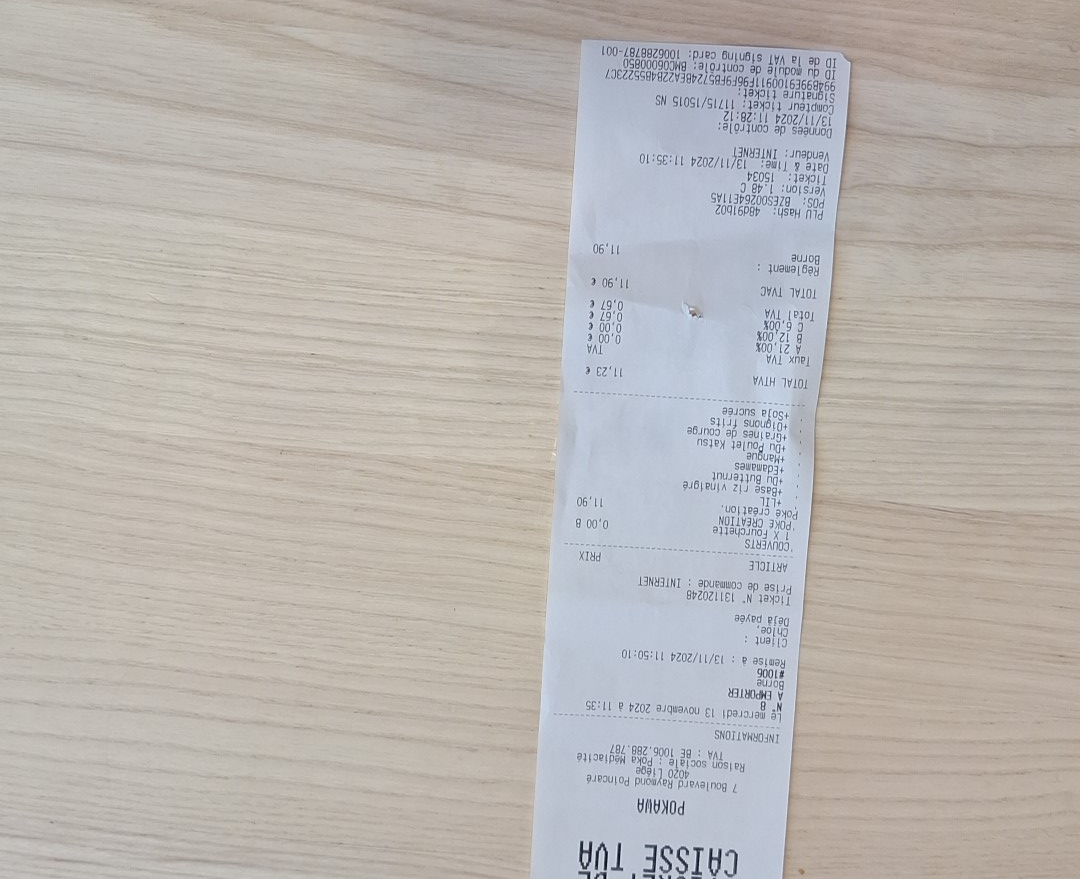 TICKET DE
CAISSE TVA
POKAWA
7 Boulevard Raymond Poincaré
4020 Liège
Raison sociale : Poka Médiacité
TVA : BE 1006.288.787
INFORMATIONS
Le mercredi 13 novembre 2024 à 11:35
N° 8
A EMPORTER
Borne
#1006
Remise à : 13/11/2024 11:50:10
Client :
Chloe,
Déjà payée
Ticket N° 131120248
Prise de commande : INTERNET
ARTICLE PRIX
'COUVERTS
1 X Fourchette 0,00 B
'POKE CREATION
Poké création. 11,90
+LIL
+Base riz vinaigré
+Du Butternut
+Edamames
+Mangue
+Du Poulet Katsu
+Graines de courge
+Oignons frits
+Soja sucrée
TOTAL HTVA 11,23 €
Taux TVA TVA
A 21,00% 0,00 €
B 12,00% 0,00 €
C 6,00% 0,67 €
Total TVA 0,67 €
TOTAL TVAC 11,90 €
Règlement :
Borne 11,90
PLU Hash: 48d91b02
POS: BZES000264E11A5
Version: 1.48 C
Ticket: 15034
Date & Time: 13/11/2024 11:35:10
Vendeur: INTERNET
Données de contrôle:
13/11/2024 11:28:12
Compteur ticket: 11715/15015 NS
Signature ticket:
994B99E910091F96F9FB5724BEA22B4B525223C7
ID du module de contrôle: BMC06000850
ID de la VAT signing card: 1006288787-001